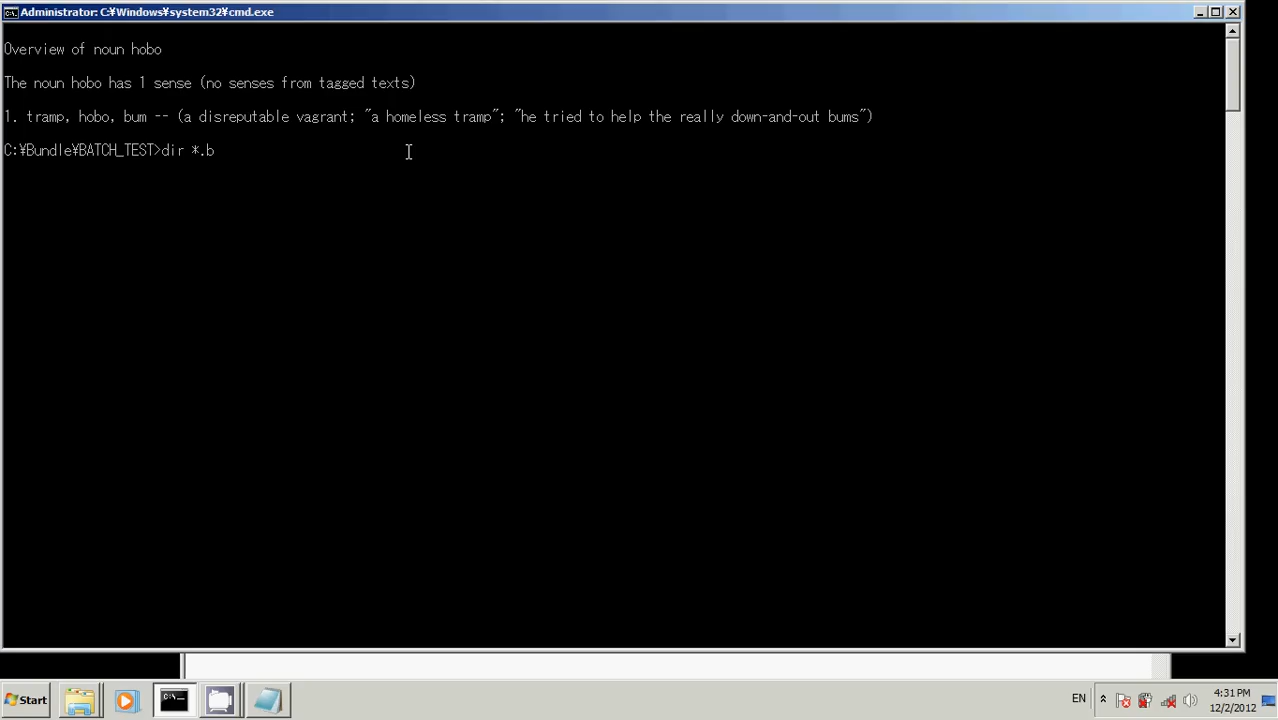 Administrator: C:¥Windows¥system32¥cmd.exe
Overview of noun hobo
The noun hobo has 1 sense (no senses from tagged texts)
1. tramp, hobo, bum -- (a disreputable vagrant; "a homeless tramp"; "he tried to help the really down-and-out bums")
C:¥Bundle¥BATCH_TEST>dir *.b
Start
EN
4:31 PM
12/2/2012